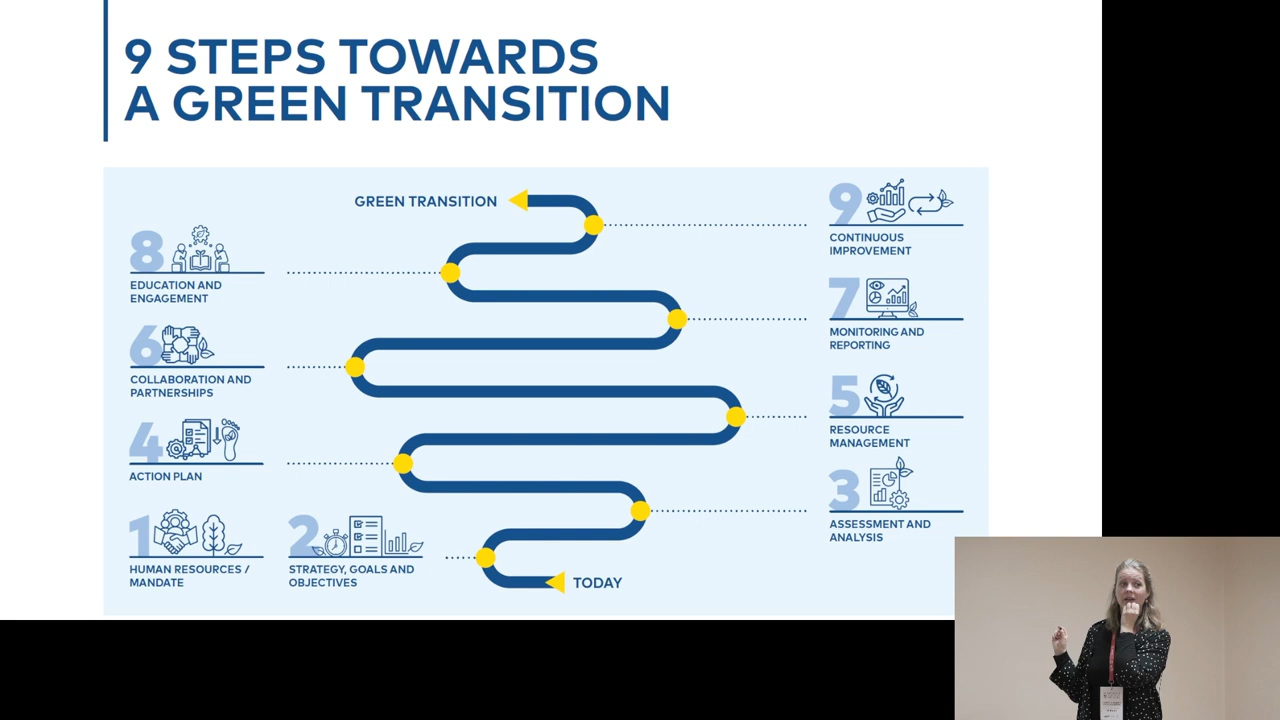 9 STEPS TOWARDS
A GREEN TRANSITION
GREEN TRANSITION
9
CONTINUOUS
IMPROVEMENT
8
EDUCATION AND
ENGAGEMENT
7
MONITORING AND
REPORTING
6
COLLABORATION AND
PARTNERSHIPS
5
RESOURCE
MANAGEMENT
4
ACTION PLAN
3
ASSESSMENT AND
ANALYSIS
1
HUMAN RESOURCES /
MANDATE
2
STRATEGY, GOALS AND
OBJECTIVES
TODAY